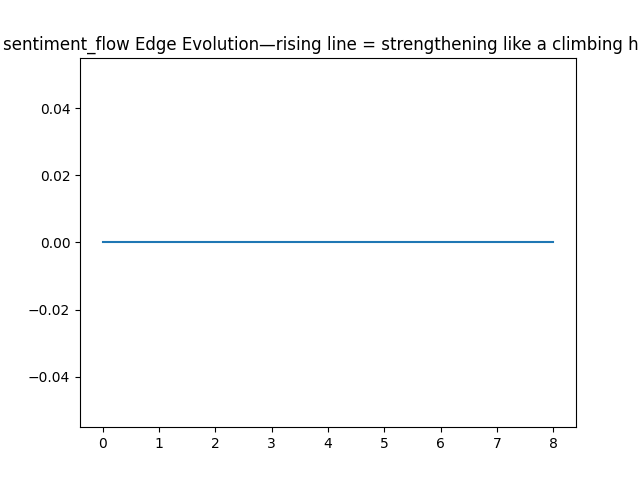 sentiment_flow Edge Evolution—rising line = strengthening like a climbing h
0.04
0.02
0.00
−0.02
−0.04
0 1 2 3 4 5 6 7 8